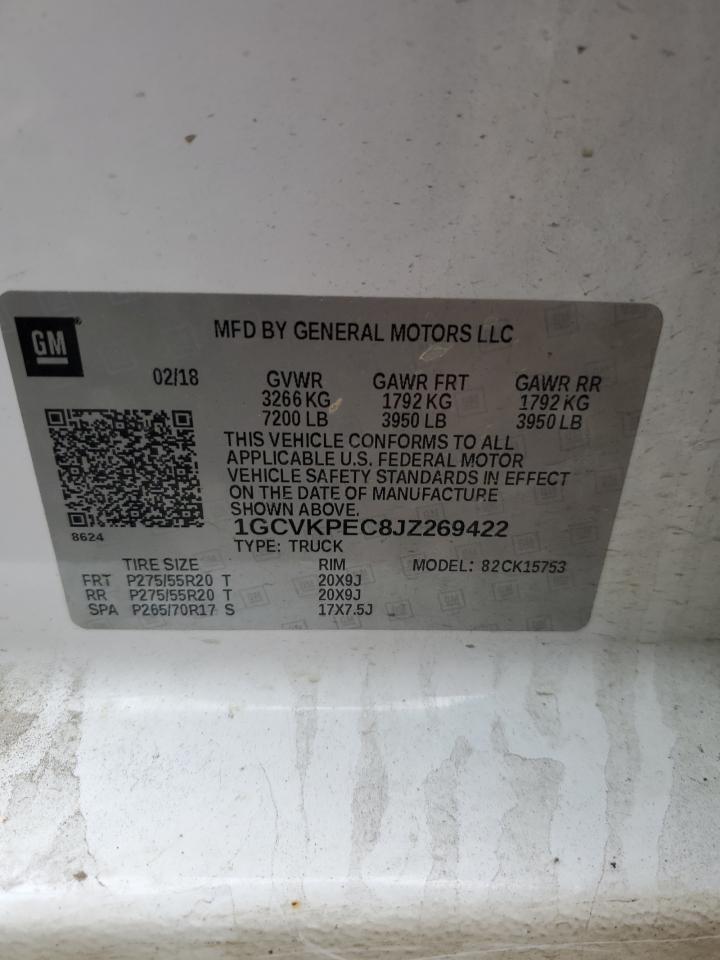 GM®
MFD BY GENERAL MOTORS LLC
02/18 GVWR GAWR FRT GAWR RR
3266 KG 1792 KG 1792 KG
7200 LB 3950 LB 3950 LB
THIS VEHICLE CONFORMS TO ALL
APPLICABLE U.S. FEDERAL MOTOR
VEHICLE SAFETY STANDARDS IN EFFECT
ON THE DATE OF MANUFACTURE
SHOWN ABOVE.
8624
1GCVKPEC8JZ269422
TYPE: TRUCK
TIRE SIZE RIM MODEL: 82CK15753
FRT P275/55R20 T 20X9J
RR P275/55R20 T 20X9J
SPA P265/70R17 S 17X7.5J